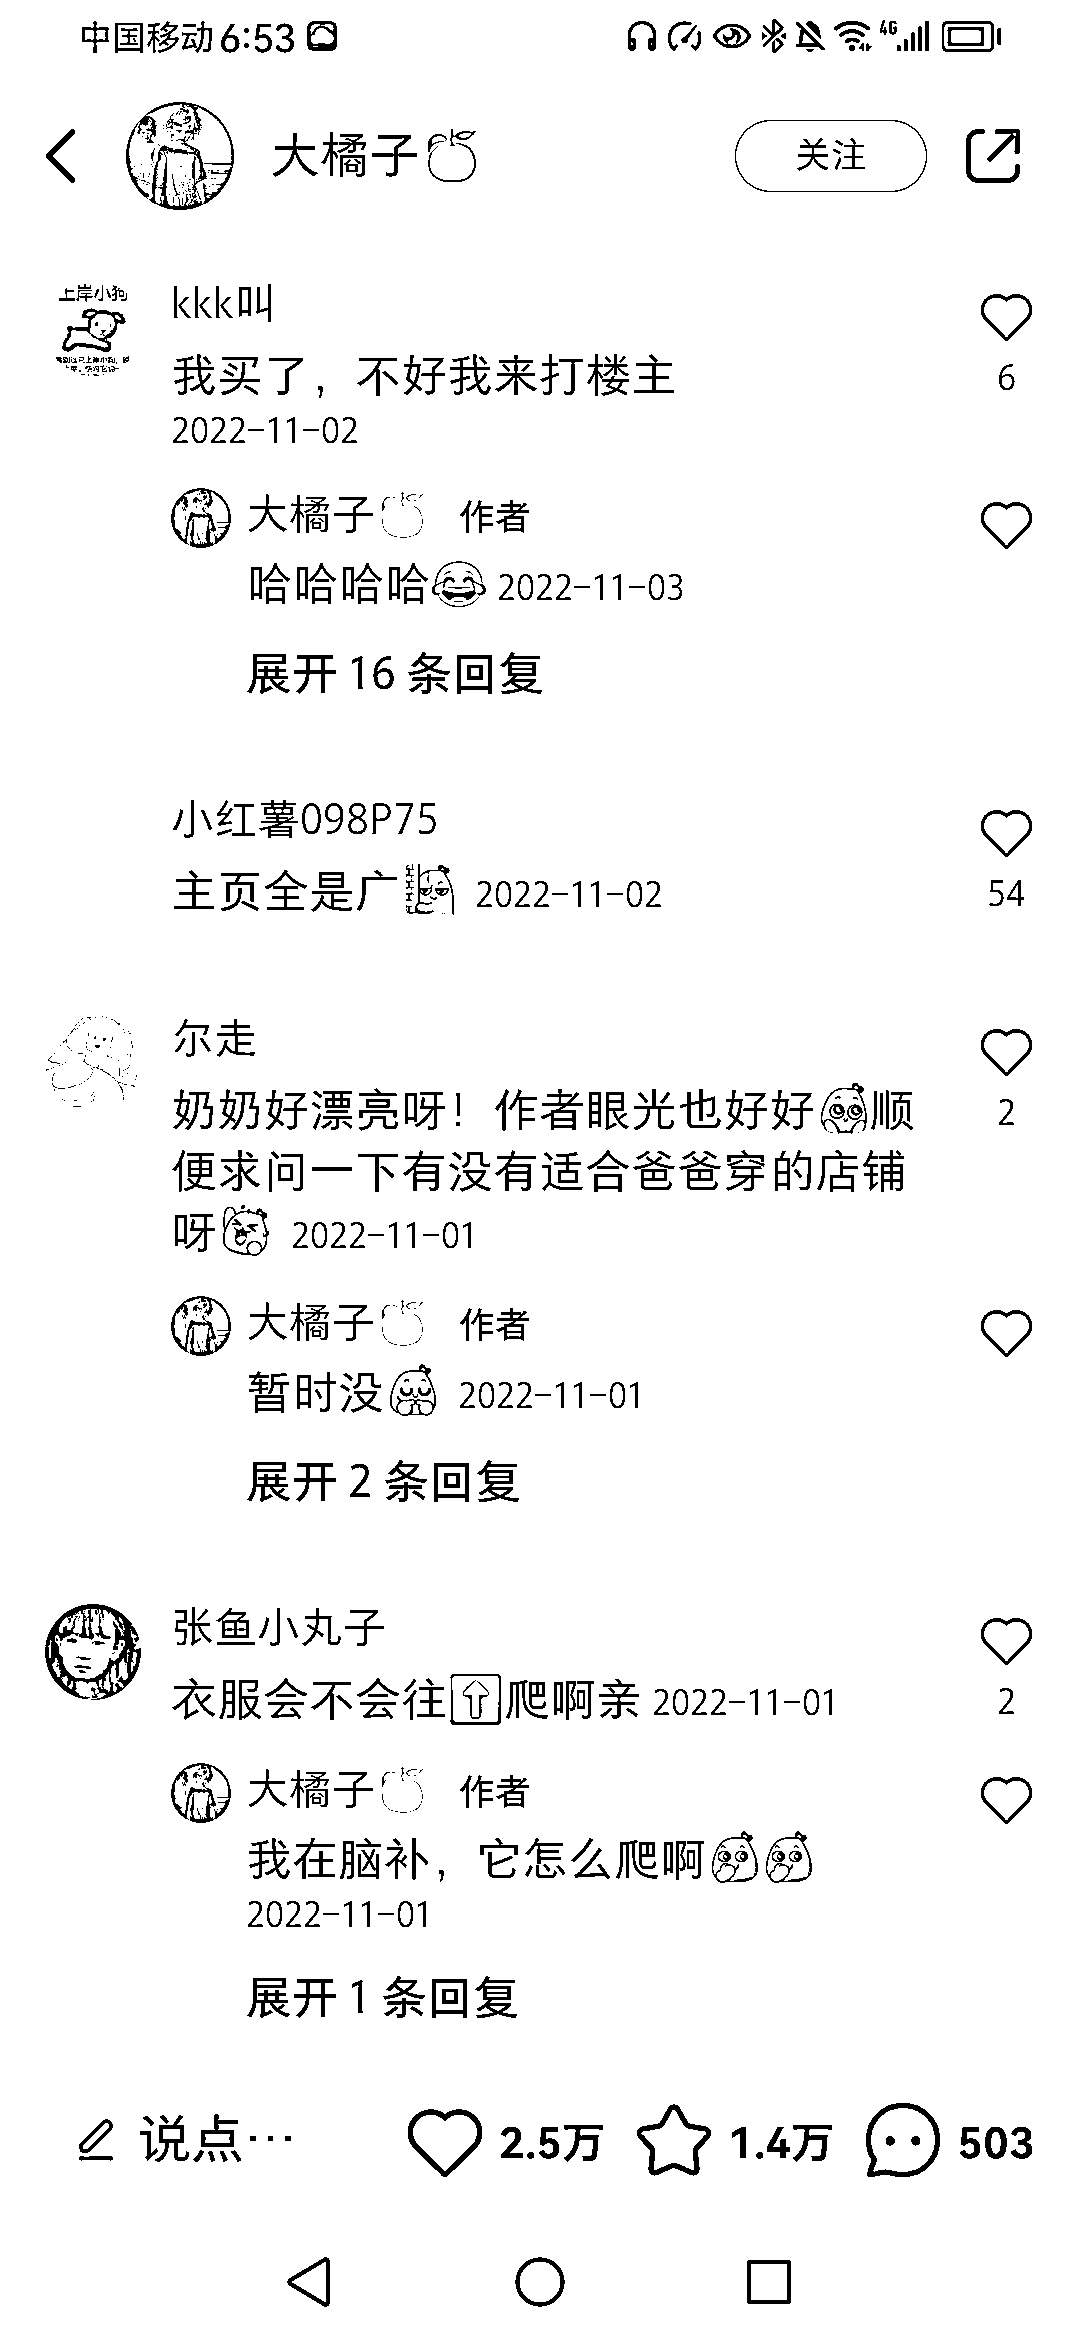 中国移动 6:53 4G
大橘子 关注
上岸小狗
kkk叫
我买了，不好我来打楼主
6
2022-11-02
大橘子 作者
哈哈哈哈😂 2022-11-03
展开 16 条回复
小红薯098P75
主页全是广 2022-11-02
54
尔走
奶奶好漂亮呀！作者眼光也好好顺
2
便求问一下有没有适合爸爸穿的店铺
呀 2022-11-01
大橘子 作者
暂时没 2022-11-01
展开 2 条回复
张鱼小丸子
衣服会不会往⬆️爬啊亲 2022-11-01
2
大橘子 作者
我在脑补，它怎么爬啊
2022-11-01
展开 1 条回复
说点… 2.5万 1.4万 503